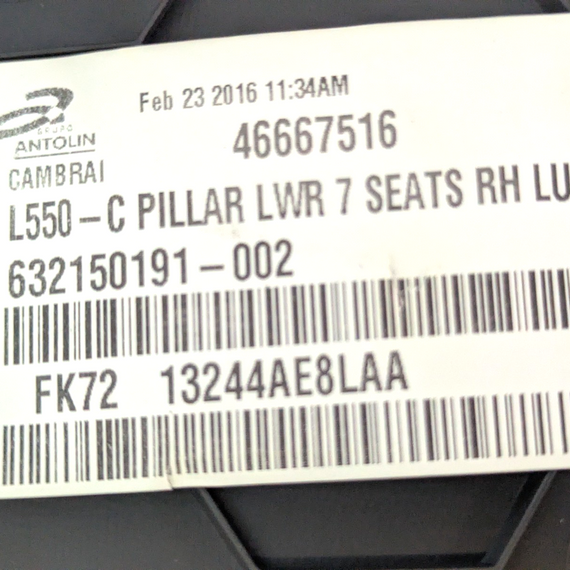 Feb 23 2016 11:34AM
GRUPO
ANTOLIN
46667516
CAMBRAI
L550-C PILLAR LWR 7 SEATS RH LU
632150191-002
FK72 13244AE8LAA